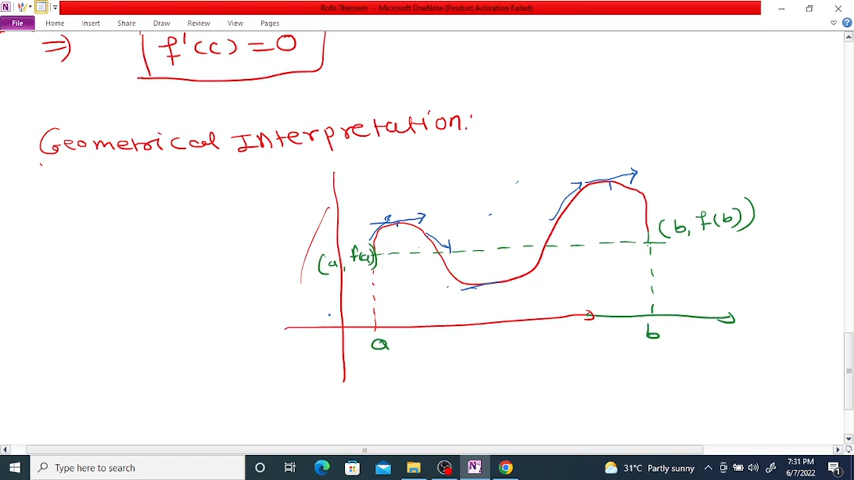 Rolls Theorem - Microsoft OneNote (Product Activation Failed)
File Home Insert Share Draw Review View Pages
⇒ f'(c) = 0
Geometrical Interpretation:
(b, f(b))
(a, f(a))
a b
Type here to search
31°C Partly sunny
7:31 PM
6/7/2022